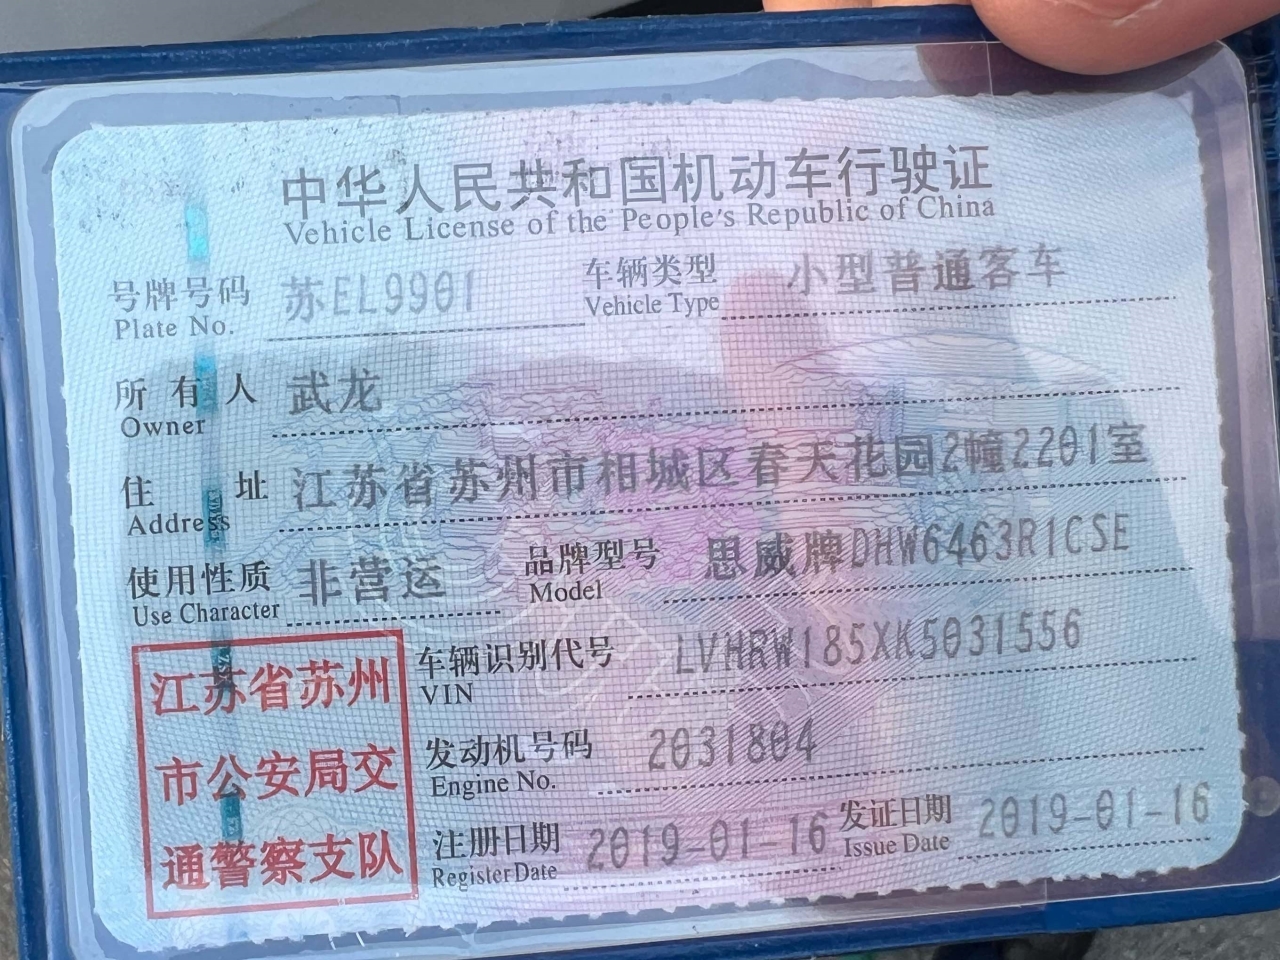 中华人民共和国机动车行驶证
Vehicle License of the People's Republic of China
号牌号码 苏EL9901 车辆类型 小型普通客车
Plate No. Vehicle Type
所有人 武龙
Owner
住址 江苏省苏州市相城区春天花园2幢2201室
Address
使用性质 非营运 品牌型号 思威牌DHW6463R1CSE
Use Character Model
江苏省苏州
市公安局交
通警察支队
车辆识别代号 LVHRW185XK5031556
VIN
发动机号码 2031804
Engine No.
注册日期 2019-01-16 发证日期 2019-01-16
Register Date Issue Date